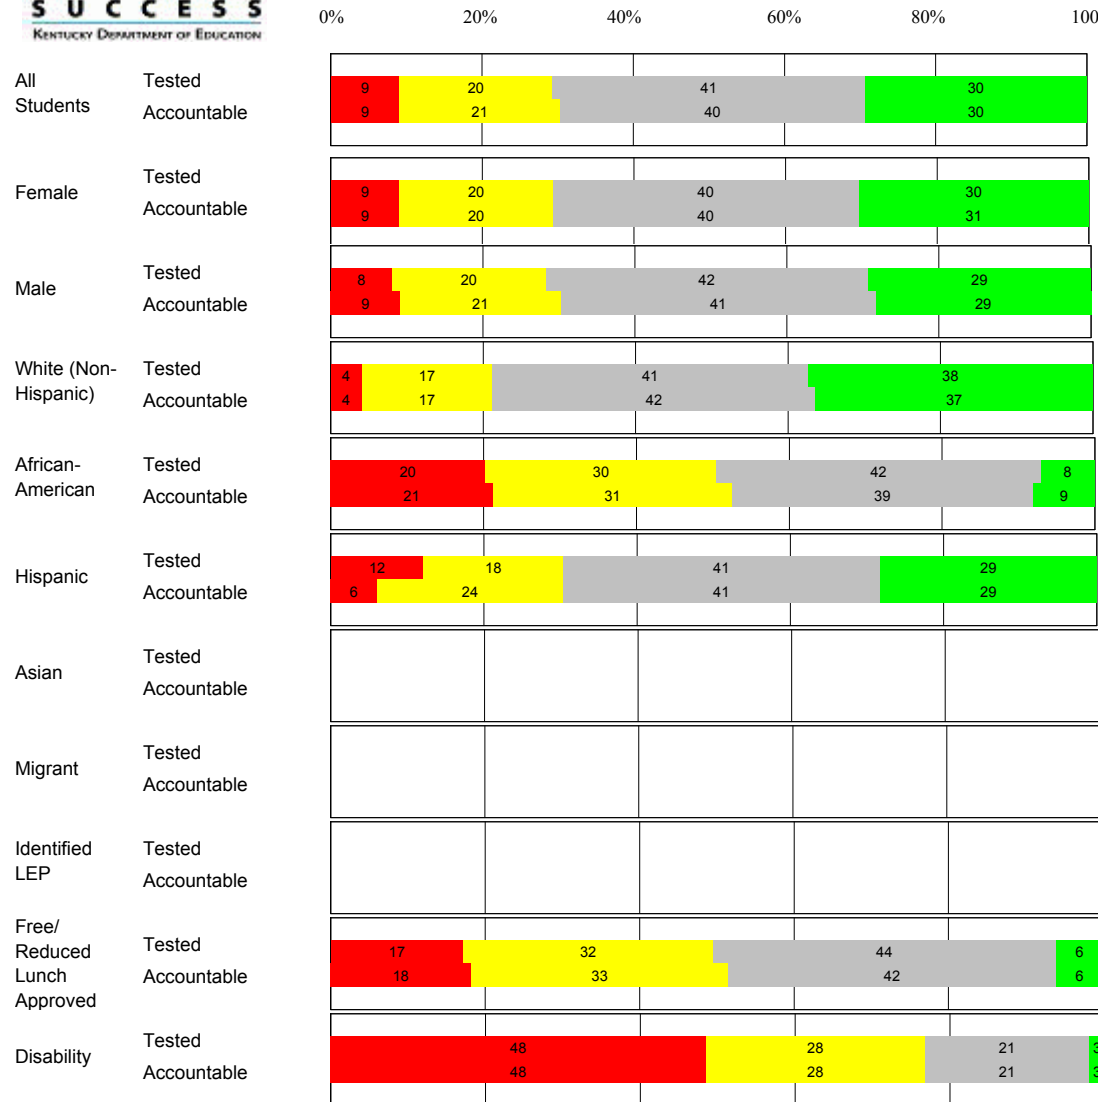 SUCCESS
KENTUCKY DEPARTMENT OF EDUCATION
0% 20% 40% 60% 80% 100
All Students Tested 9 20 41 30
Accountable 9 21 40 30
Female Tested 9 20 40 30
Accountable 9 20 40 31
Male Tested 8 20 42 29
Accountable 9 21 41 29
White (Non-Hispanic) Tested 4 17 41 38
Accountable 4 17 42 37
African-American Tested 20 30 42 8
Accountable 21 31 39 9
Hispanic Tested 12 18 41 29
Accountable 6 24 41 29
Asian Tested
Accountable
Migrant Tested
Accountable
Identified LEP Tested
Accountable
Free/ Reduced Lunch Approved Tested 17 32 44 6
Accountable 18 33 42 6
Disability Tested 48 28 21 3
Accountable 48 28 21 3